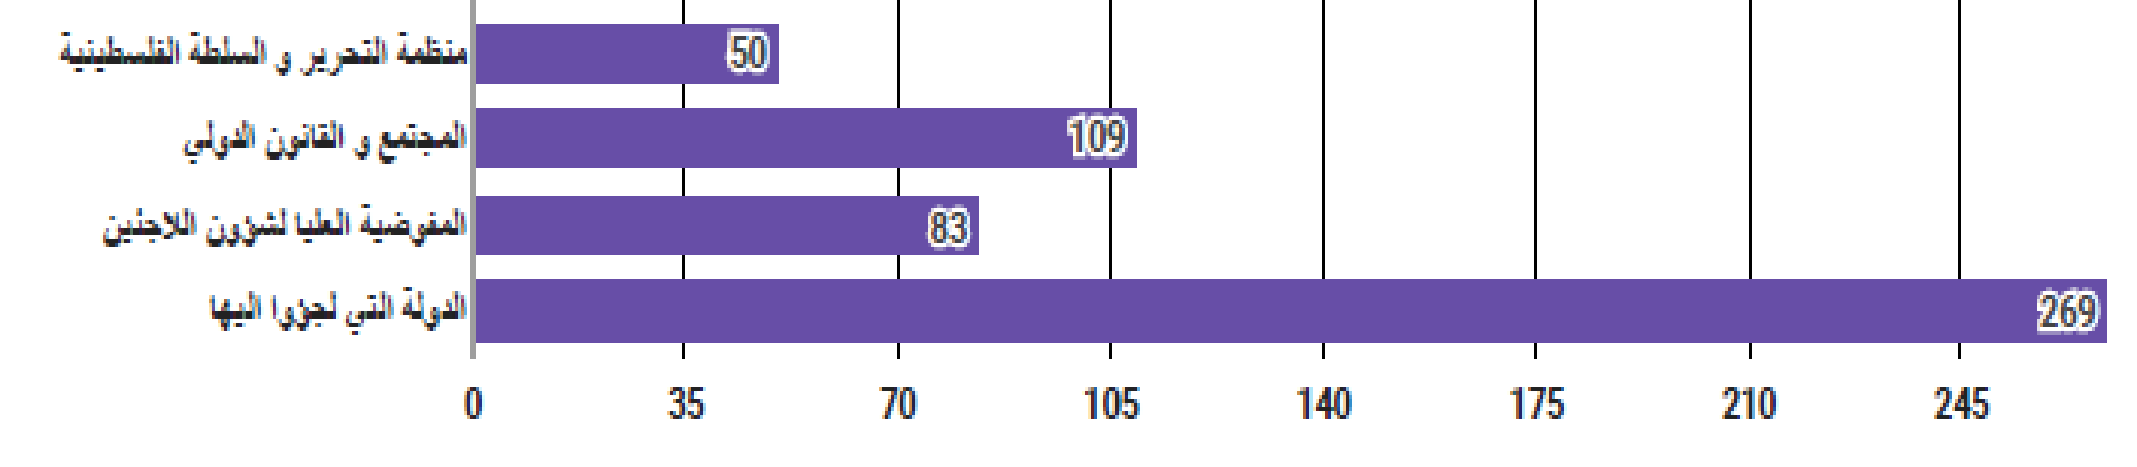 منظمة التحرير و السلطة الفلسطينية 50
المجتمع و القانون الدولي 109
المفوضية العليا لشؤون اللاجئين 83
الدولة التي لجؤوا اليها 269
0 35 70 105 140 175 210 245